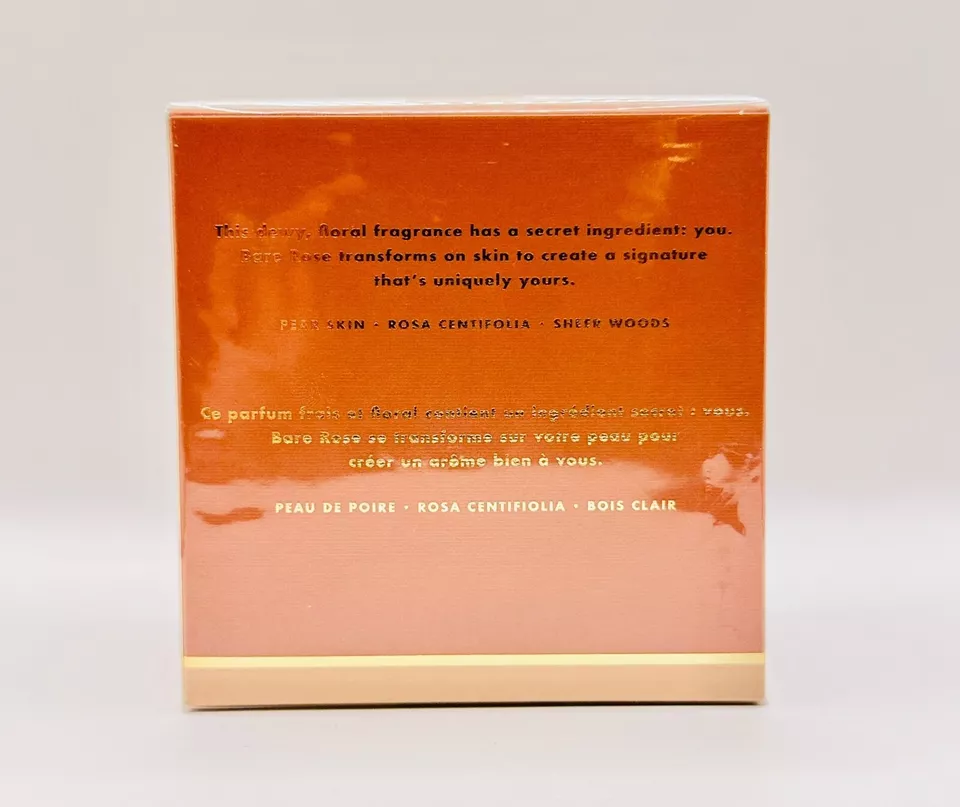 This dewy, floral fragrance has a secret ingredient: you.
Bare Rose transforms on skin to create a signature
that's uniquely yours.
PEAR SKIN • ROSA CENTIFOLIA • SHEER WOODS
Ce parfum frais et floral contient un ingrédient secret : vous.
Bare Rose se transforme sur votre peau pour
créer un arôme bien à vous.
PEAU DE POIRE • ROSA CENTIFIOLIA • BOIS CLAIR